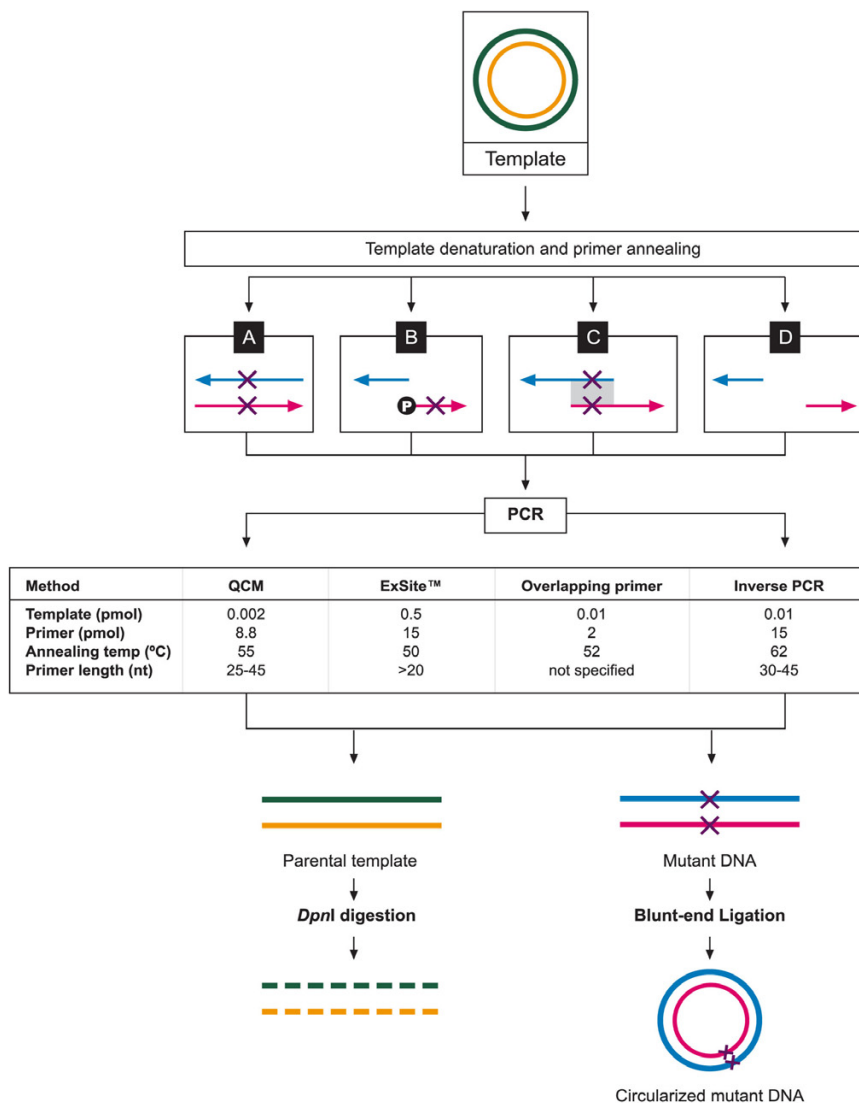 Template
Template denaturation and primer annealing
A B C D
P
PCR
Method QCM ExSite™ Overlapping primer Inverse PCR
Template (pmol) 0.002 0.5 0.01 0.01
Primer (pmol) 8.8 15 2 15
Annealing temp (ºC) 55 50 52 62
Primer length (nt) 25-45 >20 not specified 30-45
Parental template Mutant DNA
DpnI digestion Blunt-end Ligation
Circularized mutant DNA